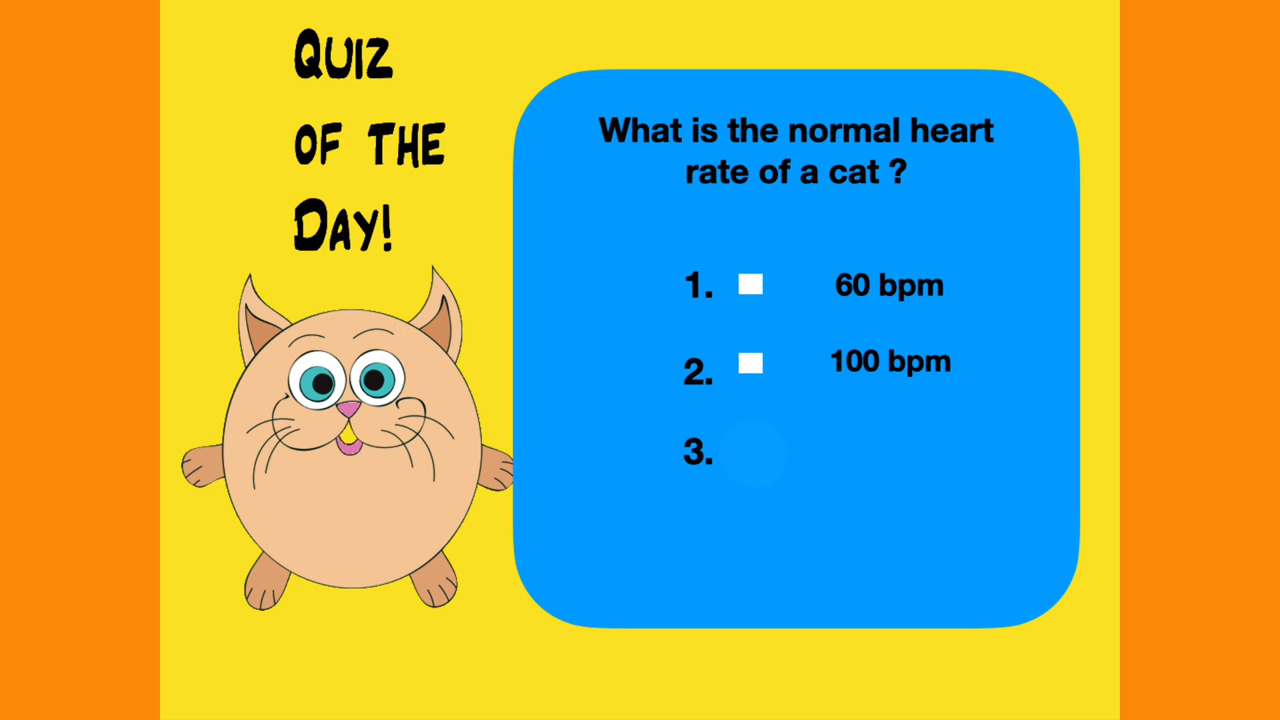 Quiz
of the
Day!
What is the normal heart
rate of a cat ?
1. 60 bpm
2. 100 bpm
3.